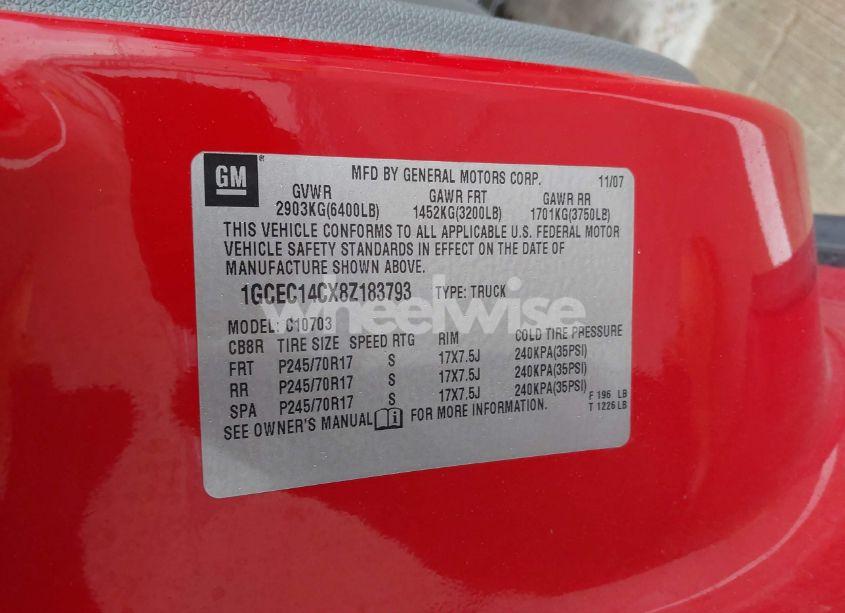 GM ®
MFD BY GENERAL MOTORS CORP. 11/07
GVWR GAWR FRT GAWR RR
2903KG(6400LB) 1452KG(3200LB) 1701KG(3750LB)
THIS VEHICLE CONFORMS TO ALL APPLICABLE U.S. FEDERAL MOTOR
VEHICLE SAFETY STANDARDS IN EFFECT ON THE DATE OF
MANUFACTURE SHOWN ABOVE.
1GCEC14CX8Z183793 TYPE: TRUCK
wheelwise
MODEL: C10703
CB8R TIRE SIZE SPEED RTG RIM COLD TIRE PRESSURE
FRT P245/70R17 S 17X7.5J 240KPA(35PSI)
RR P245/70R17 S 17X7.5J 240KPA(35PSI)
SPA P245/70R17 S 17X7.5J 240KPA(35PSI)
F 196 LB
T 1226 LB
SEE OWNER'S MANUAL FOR MORE INFORMATION.